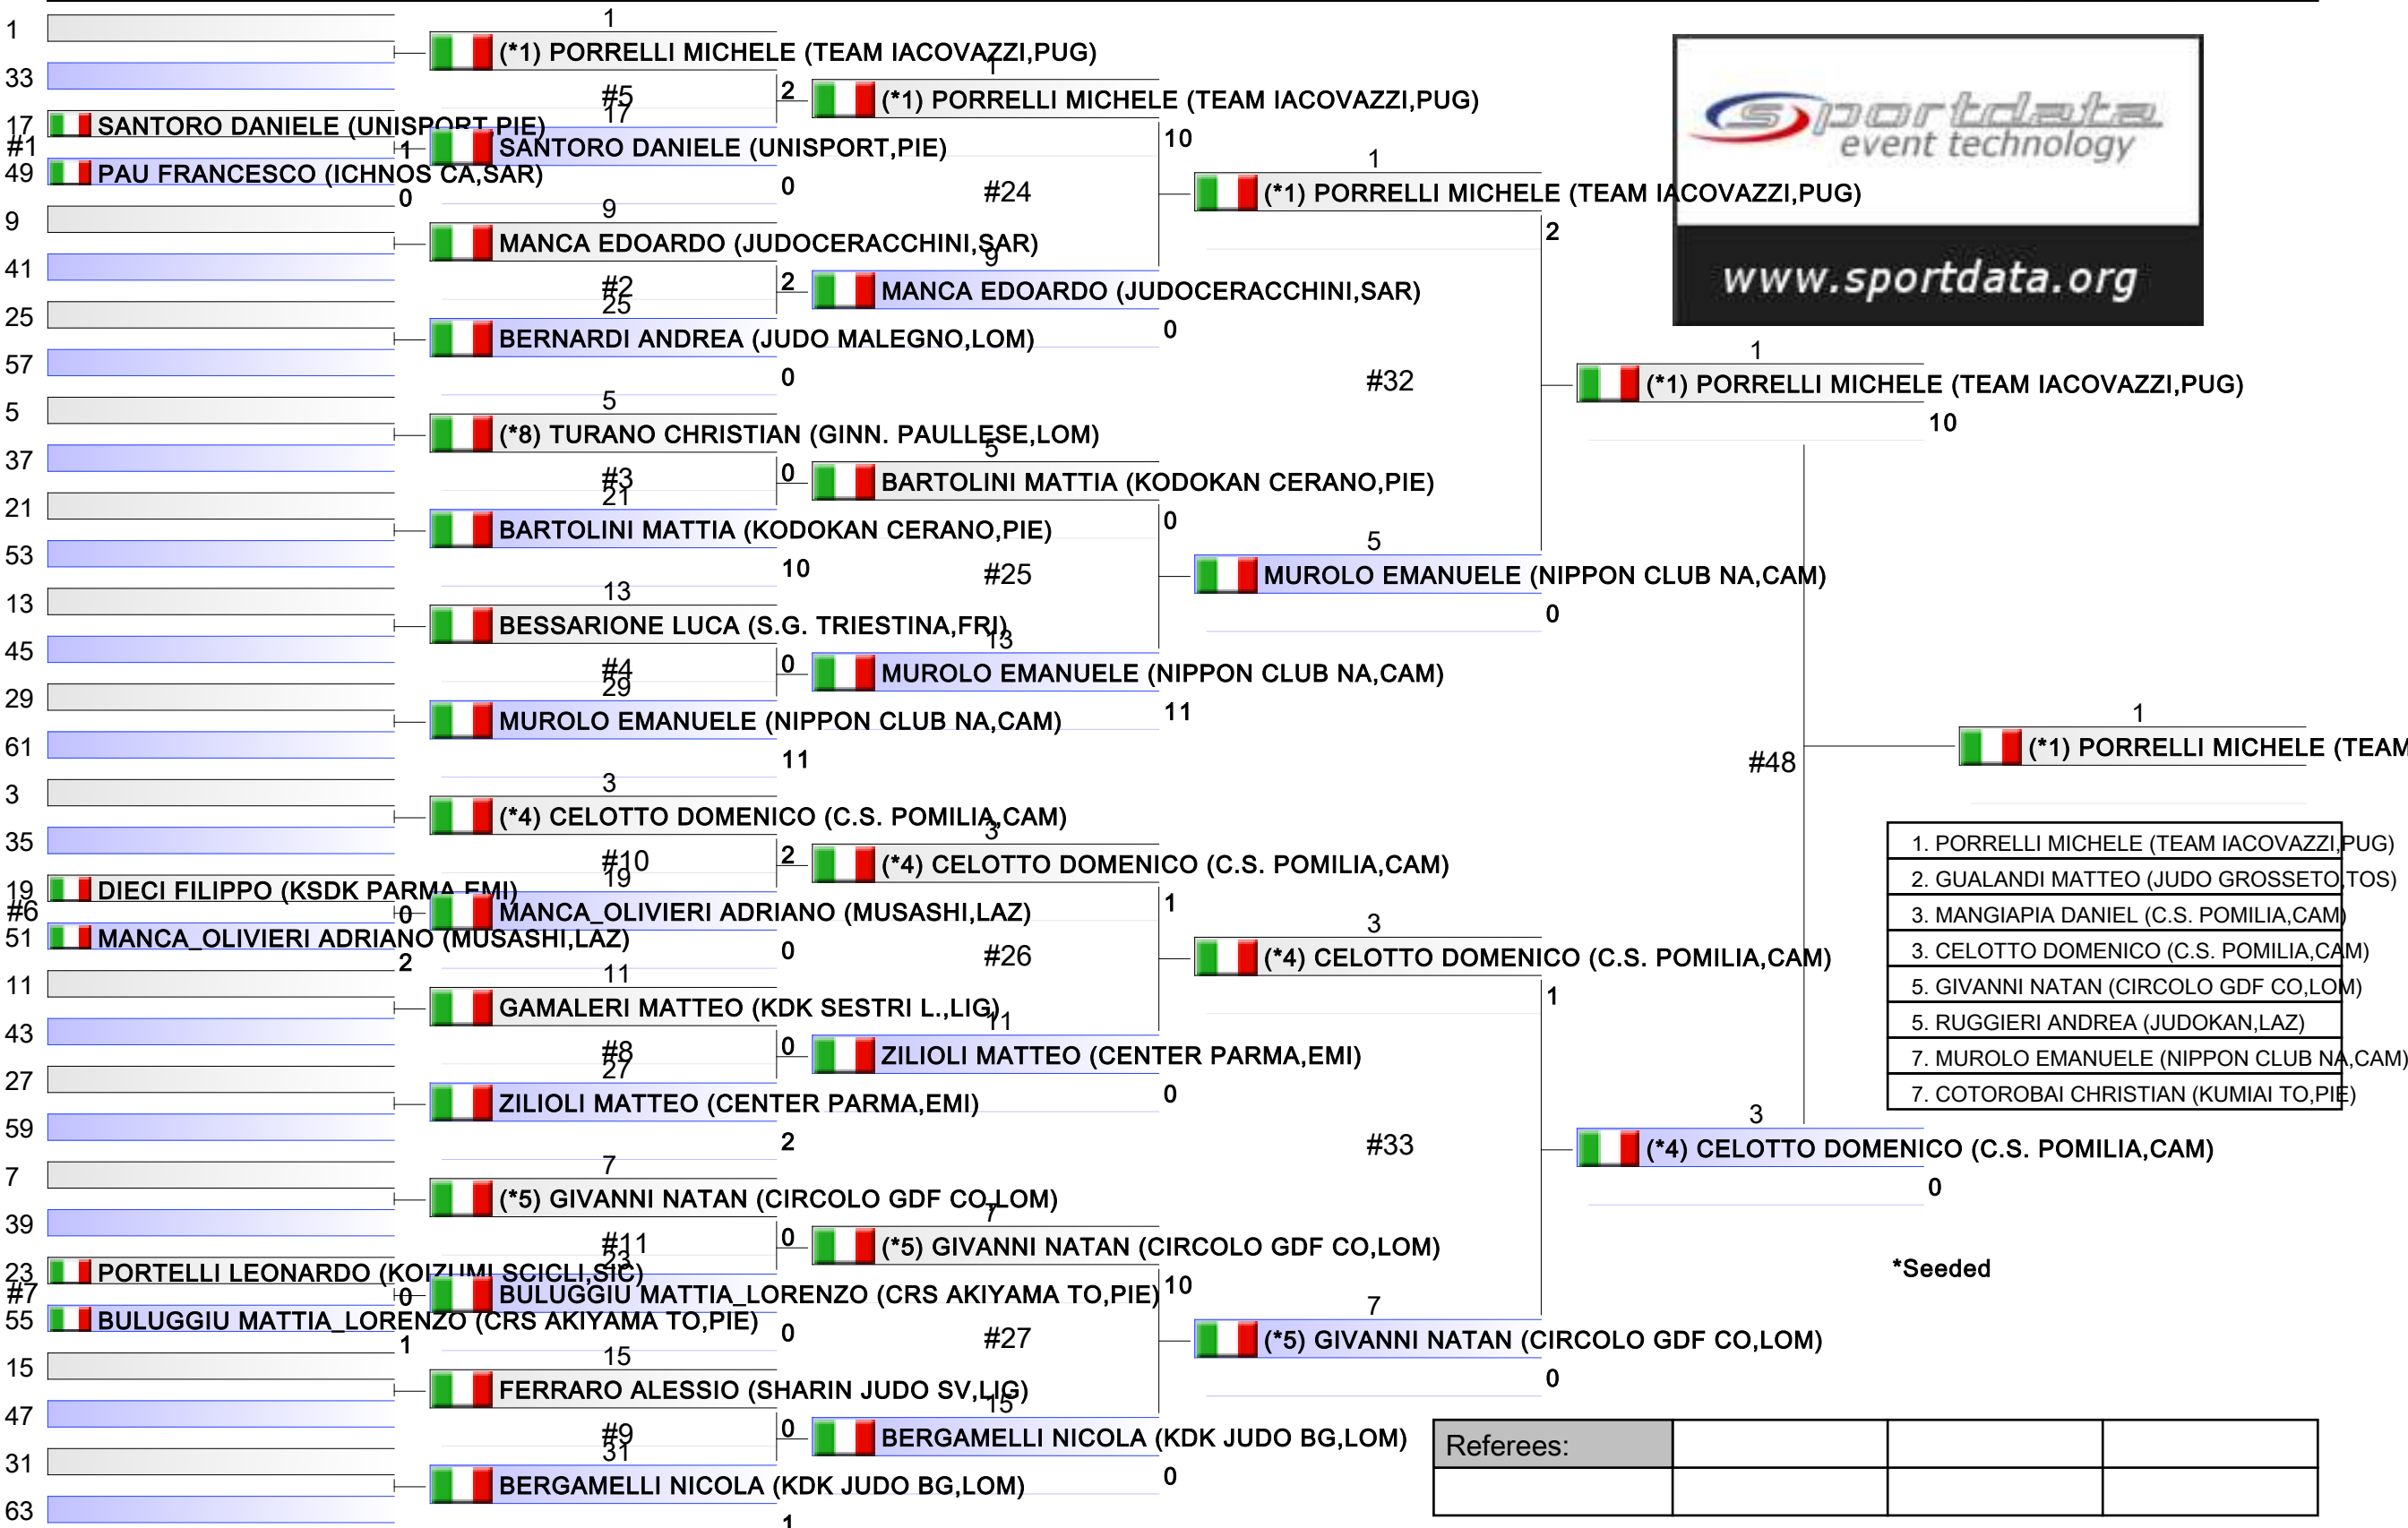 1
33
17 SANTORO DANIELE (UNISPORT,PIE)
#1
1
49 PAU FRANCESCO (ICHNOS CA,SAR)
0
9
41
25
57
5
37
21
53
13
45
29
61
3
35
19 DIECI FILIPPO (KSDK PARMA,EMI)
#6
0
51 MANCA_OLIVIERI ADRIANO (MUSASHI,LAZ)
2
11
43
27
59
7
39
23 PORTELLI LEONARDO (KOIZUMI SCICLI,SIC)
#7
0
55 BULUGGIU MATTIA_LORENZO (CRS AKIYAMA TO,PIE)
1
15
47
31
63
1
(*1) PORRELLI MICHELE (TEAM IACOVAZZI,PUG)
#5
2
17
SANTORO DANIELE (UNISPORT,PIE)
0
9
MANCA EDOARDO (JUDOCERACCHINI,SAR)
#2
2
25
BERNARDI ANDREA (JUDO MALEGNO,LOM)
0
5
(*8) TURANO CHRISTIAN (GINN. PAULLESE,LOM)
#3
0
21
BARTOLINI MATTIA (KODOKAN CERANO,PIE)
10
13
BESSARIONE LUCA (S.G. TRIESTINA,FRI)
#4
0
29
MUROLO EMANUELE (NIPPON CLUB NA,CAM)
11
3
(*4) CELOTTO DOMENICO (C.S. POMILIA,CAM)
#10
2
19
MANCA_OLIVIERI ADRIANO (MUSASHI,LAZ)
0
11
GAMALERI MATTEO (KDK SESTRI L.,LIG)
#8
0
27
ZILIOLI MATTEO (CENTER PARMA,EMI)
2
7
(*5) GIVANNI NATAN (CIRCOLO GDF CO,LOM)
#11
0
23
BULUGGIU MATTIA_LORENZO (CRS AKIYAMA TO,PIE)
0
15
FERRARO ALESSIO (SHARIN JUDO SV,LIG)
#9
0
31
BERGAMELLI NICOLA (KDK JUDO BG,LOM)
1
1
(*1) PORRELLI MICHELE (TEAM IACOVAZZI,PUG)
10
#24
9
MANCA EDOARDO (JUDOCERACCHINI,SAR)
0
5
BARTOLINI MATTIA (KODOKAN CERANO,PIE)
0
#25
13
MUROLO EMANUELE (NIPPON CLUB NA,CAM)
11
3
(*4) CELOTTO DOMENICO (C.S. POMILIA,CAM)
1
#26
11
ZILIOLI MATTEO (CENTER PARMA,EMI)
0
7
(*5) GIVANNI NATAN (CIRCOLO GDF CO,LOM)
10
#27
15
BERGAMELLI NICOLA (KDK JUDO BG,LOM)
0
1
(*1) PORRELLI MICHELE (TEAM IACOVAZZI,PUG)
2
#32
5
MUROLO EMANUELE (NIPPON CLUB NA,CAM)
0
3
(*4) CELOTTO DOMENICO (C.S. POMILIA,CAM)
1
#33
7
(*5) GIVANNI NATAN (CIRCOLO GDF CO,LOM)
0
sportdata
event technology
www.sportdata.org
1
(*1) PORRELLI MICHELE (TEAM IACOVAZZI,PUG)
10
#48
3
(*4) CELOTTO DOMENICO (C.S. POMILIA,CAM)
0
1
(*1) PORRELLI MICHELE (TEAM
1. PORRELLI MICHELE (TEAM IACOVAZZI,PUG)
2. GUALANDI MATTEO (JUDO GROSSETO,TOS)
3. MANGIAPIA DANIEL (C.S. POMILIA,CAM)
3. CELOTTO DOMENICO (C.S. POMILIA,CAM)
5. GIVANNI NATAN (CIRCOLO GDF CO,LOM)
5. RUGGIERI ANDREA (JUDOKAN,LAZ)
7. MUROLO EMANUELE (NIPPON CLUB NA,CAM)
7. COTOROBAI CHRISTIAN (KUMIAI TO,PIE)
*Seeded
Referees: